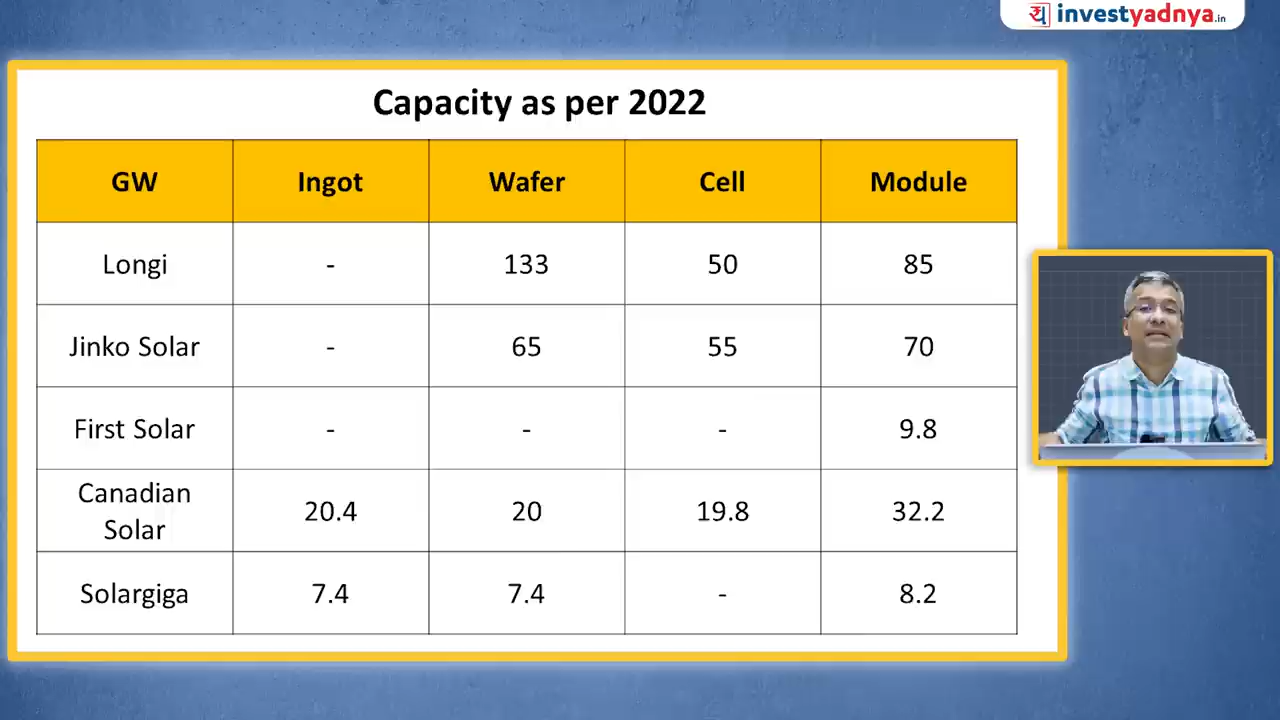 य investyadnya.in
Capacity as per 2022
GW Ingot Wafer Cell Module
Longi - 133 50 85
Jinko Solar - 65 55 70
First Solar - - - 9.8
Canadian
Solar 20.4 20 19.8 32.2
Solargiga 7.4 7.4 - 8.2